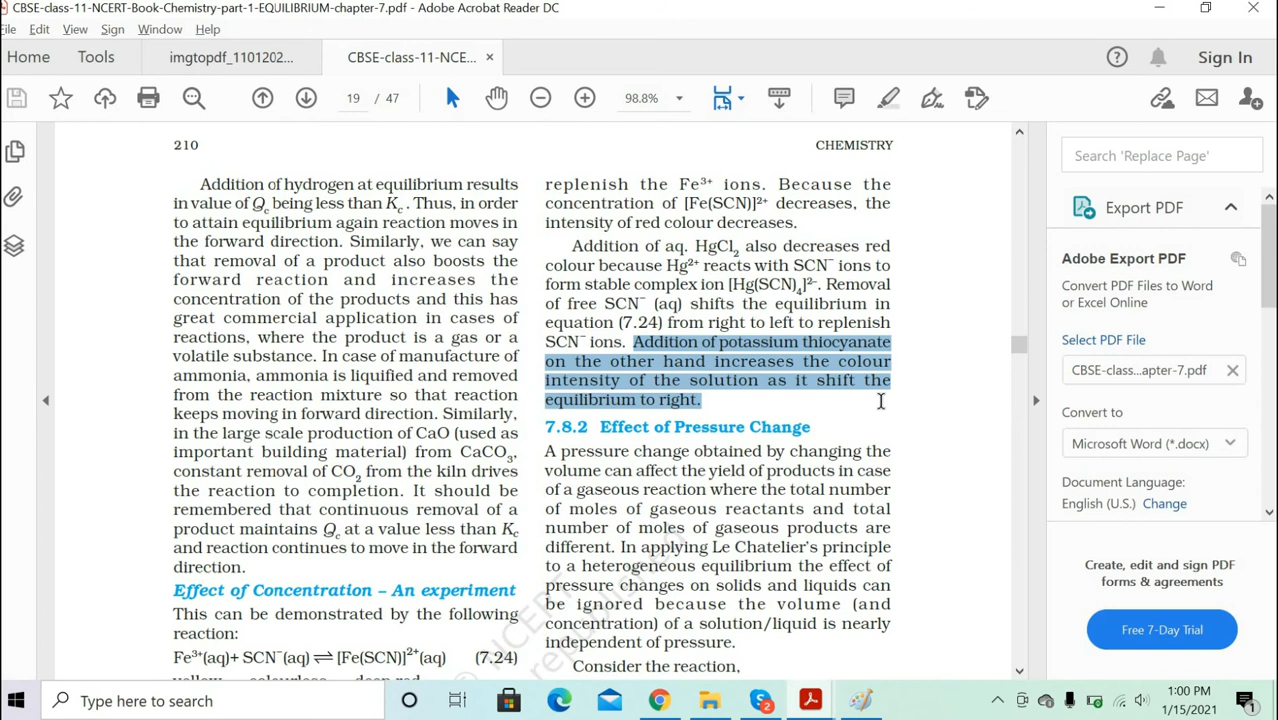 CBSE-class-11-NCERT-Book-Chemistry-part-1-EQUILIBRIUM-chapter-7.pdf - Adobe Acrobat Reader DC
File Edit View Sign Window Help
Home Tools imgtopdf_1101202... CBSE-class-11-NCE... × Sign In
19 / 47 98.8%
210 CHEMISTRY
Addition of hydrogen at equilibrium results
in value of Qc being less than Kc . Thus, in order
to attain equilibrium again reaction moves in
the forward direction. Similarly, we can say
that removal of a product also boosts the
forward reaction and increases the
concentration of the products and this has
great commercial application in cases of
reactions, where the product is a gas or a
volatile substance. In case of manufacture of
ammonia, ammonia is liquified and removed
from the reaction mixture so that reaction
keeps moving in forward direction. Similarly,
in the large scale production of CaO (used as
important building material) from CaCO₃,
constant removal of CO₂ from the kiln drives
the reaction to completion. It should be
remembered that continuous removal of a
product maintains Qc at a value less than Kc
and reaction continues to move in the forward
direction.
Effect of Concentration – An experiment
This can be demonstrated by the following
reaction:
Fe³⁺(aq)+ SCN⁻(aq) ⇌ [Fe(SCN)]²⁺(aq) (7.24)
yellow colourless deep red
replenish the Fe³⁺ ions. Because the
concentration of [Fe(SCN)]²⁺ decreases, the
intensity of red colour decreases.
Addition of aq. HgCl₂ also decreases red
colour because Hg²⁺ reacts with SCN⁻ ions to
form stable complex ion [Hg(SCN)₄]²⁻. Removal
of free SCN⁻ (aq) shifts the equilibrium in
equation (7.24) from right to left to replenish
SCN⁻ ions. Addition of potassium thiocyanate
on the other hand increases the colour
intensity of the solution as it shift the
equilibrium to right.
7.8.2 Effect of Pressure Change
A pressure change obtained by changing the
volume can affect the yield of products in case
of a gaseous reaction where the total number
of moles of gaseous reactants and total
number of moles of gaseous products are
different. In applying Le Chatelier’s principle
to a heterogeneous equilibrium the effect of
pressure changes on solids and liquids can
be ignored because the volume (and
concentration) of a solution/liquid is nearly
independent of pressure.
Consider the reaction,
© NCERT
Search 'Replace Page'
Export PDF
Adobe Export PDF
Convert PDF Files to Word
or Excel Online
Select PDF File
CBSE-class...apter-7.pdf ×
Convert to
Microsoft Word (*.docx)
Document Language:
English (U.S.) Change
Create, edit and sign PDF
forms & agreements
Free 7-Day Trial
Type here to search
1:00 PM
1/15/2021